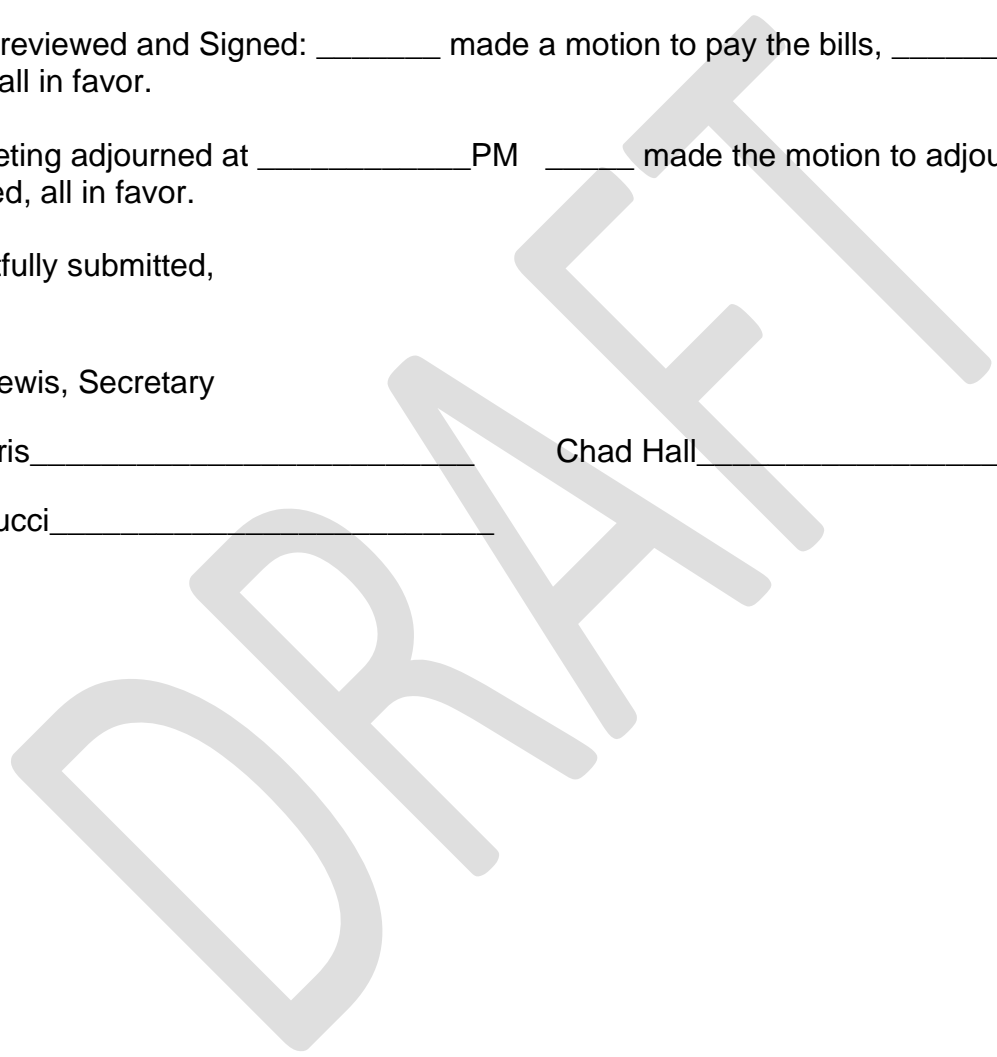 reviewed and Signed: _______ made a motion to pay the bills, ______
all in favor.
eting adjourned at ____________PM _____ made the motion to adjou
ed, all in favor.
fully submitted,
ewis, Secretary
ris_________________________ Chad Hall_________________
ucci_________________________
DRAFT